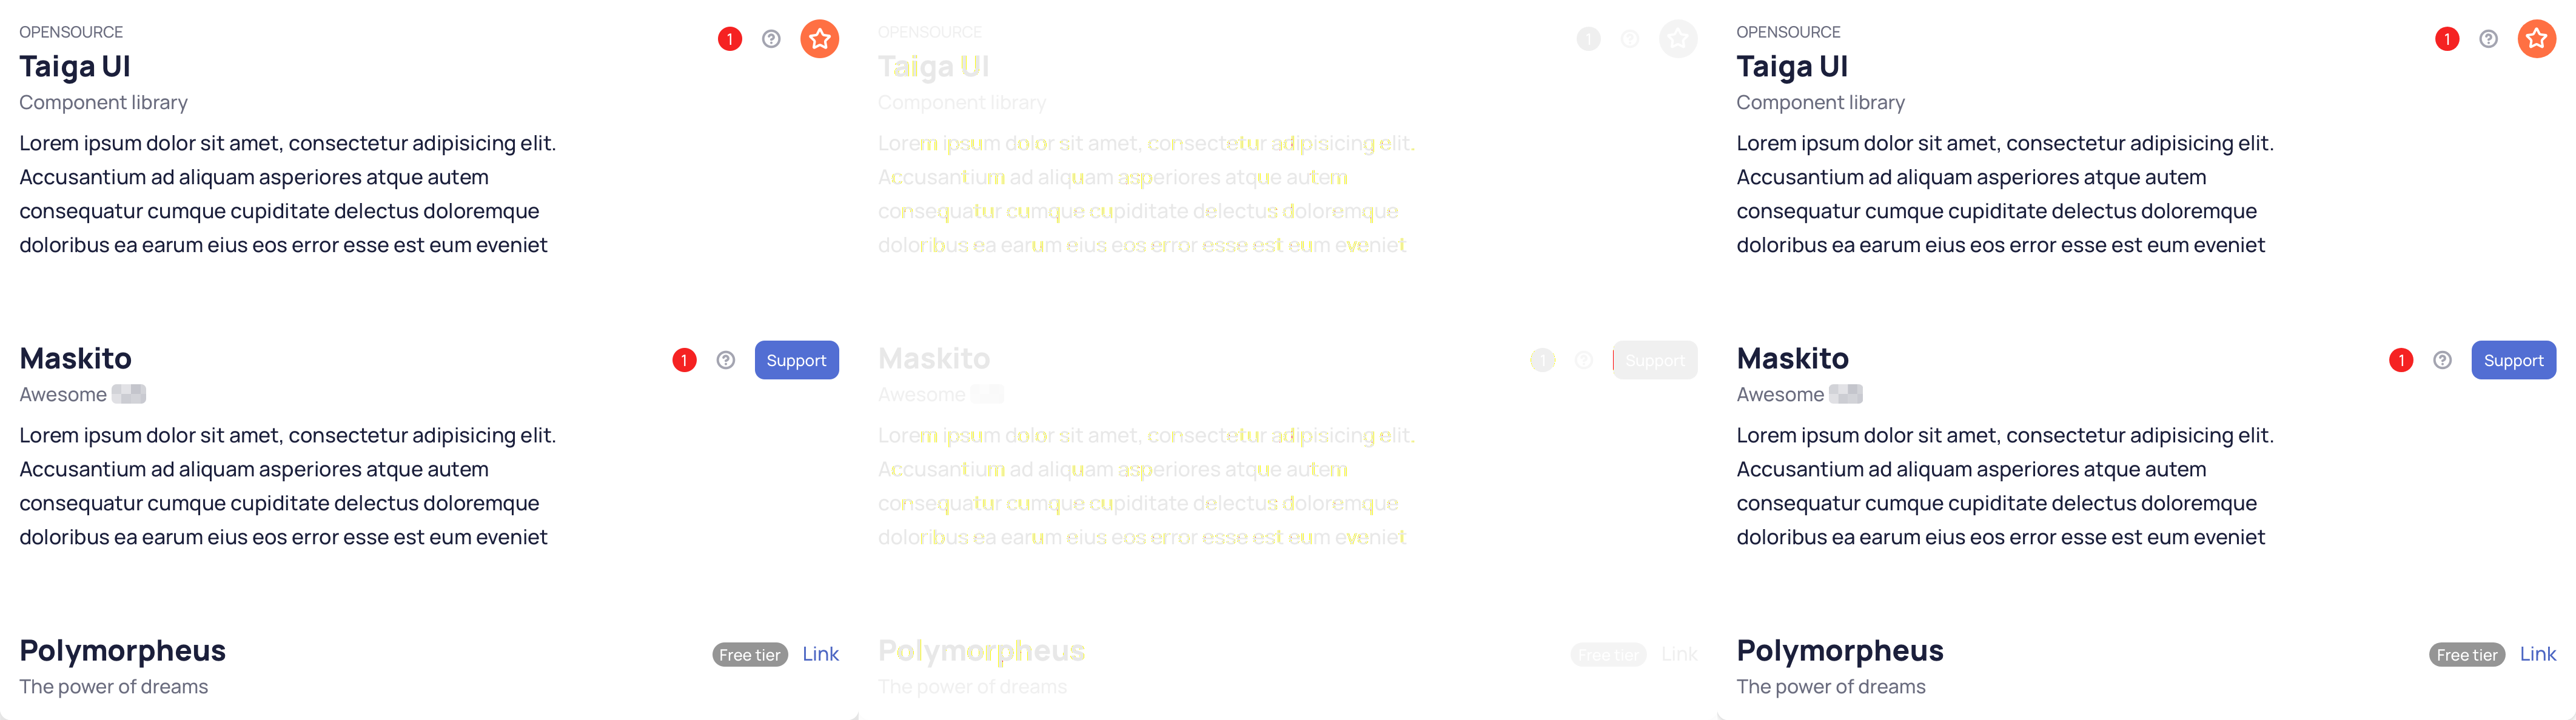 OPENSOURCE
Taiga UI
1
Component library
Lorem ipsum dolor sit amet, consectetur adipisicing elit.
Accusantium ad aliquam asperiores atque autem
consequatur cumque cupiditate delectus doloremque
doloribus ea earum eius eos error esse est eum eveniet
Maskito
1
Support
Awesome
Lorem ipsum dolor sit amet, consectetur adipisicing elit.
Accusantium ad aliquam asperiores atque autem
consequatur cumque cupiditate delectus doloremque
doloribus ea earum eius eos error esse est eum eveniet
Polymorpheus
Free tier
Link
The power of dreams
OPENSOURCE
Taiga UI
1
Component library
Lorem ipsum dolor sit amet, consectetur adipisicing elit.
Accusantium ad aliquam asperiores atque autem
consequatur cumque cupiditate delectus doloremque
doloribus ea earum eius eos error esse est eum eveniet
Maskito
1
Support
Awesome
Lorem ipsum dolor sit amet, consectetur adipisicing elit.
Accusantium ad aliquam asperiores atque autem
consequatur cumque cupiditate delectus doloremque
doloribus ea earum eius eos error esse est eum eveniet
Polymorpheus
Free tier
Link
The power of dreams
OPENSOURCE
Taiga UI
1
Component library
Lorem ipsum dolor sit amet, consectetur adipisicing elit.
Accusantium ad aliquam asperiores atque autem
consequatur cumque cupiditate delectus doloremque
doloribus ea earum eius eos error esse est eum eveniet
Maskito
1
Support
Awesome
Lorem ipsum dolor sit amet, consectetur adipisicing elit.
Accusantium ad aliquam asperiores atque autem
consequatur cumque cupiditate delectus doloremque
doloribus ea earum eius eos error esse est eum eveniet
Polymorpheus
Free tier
Link
The power of dreams